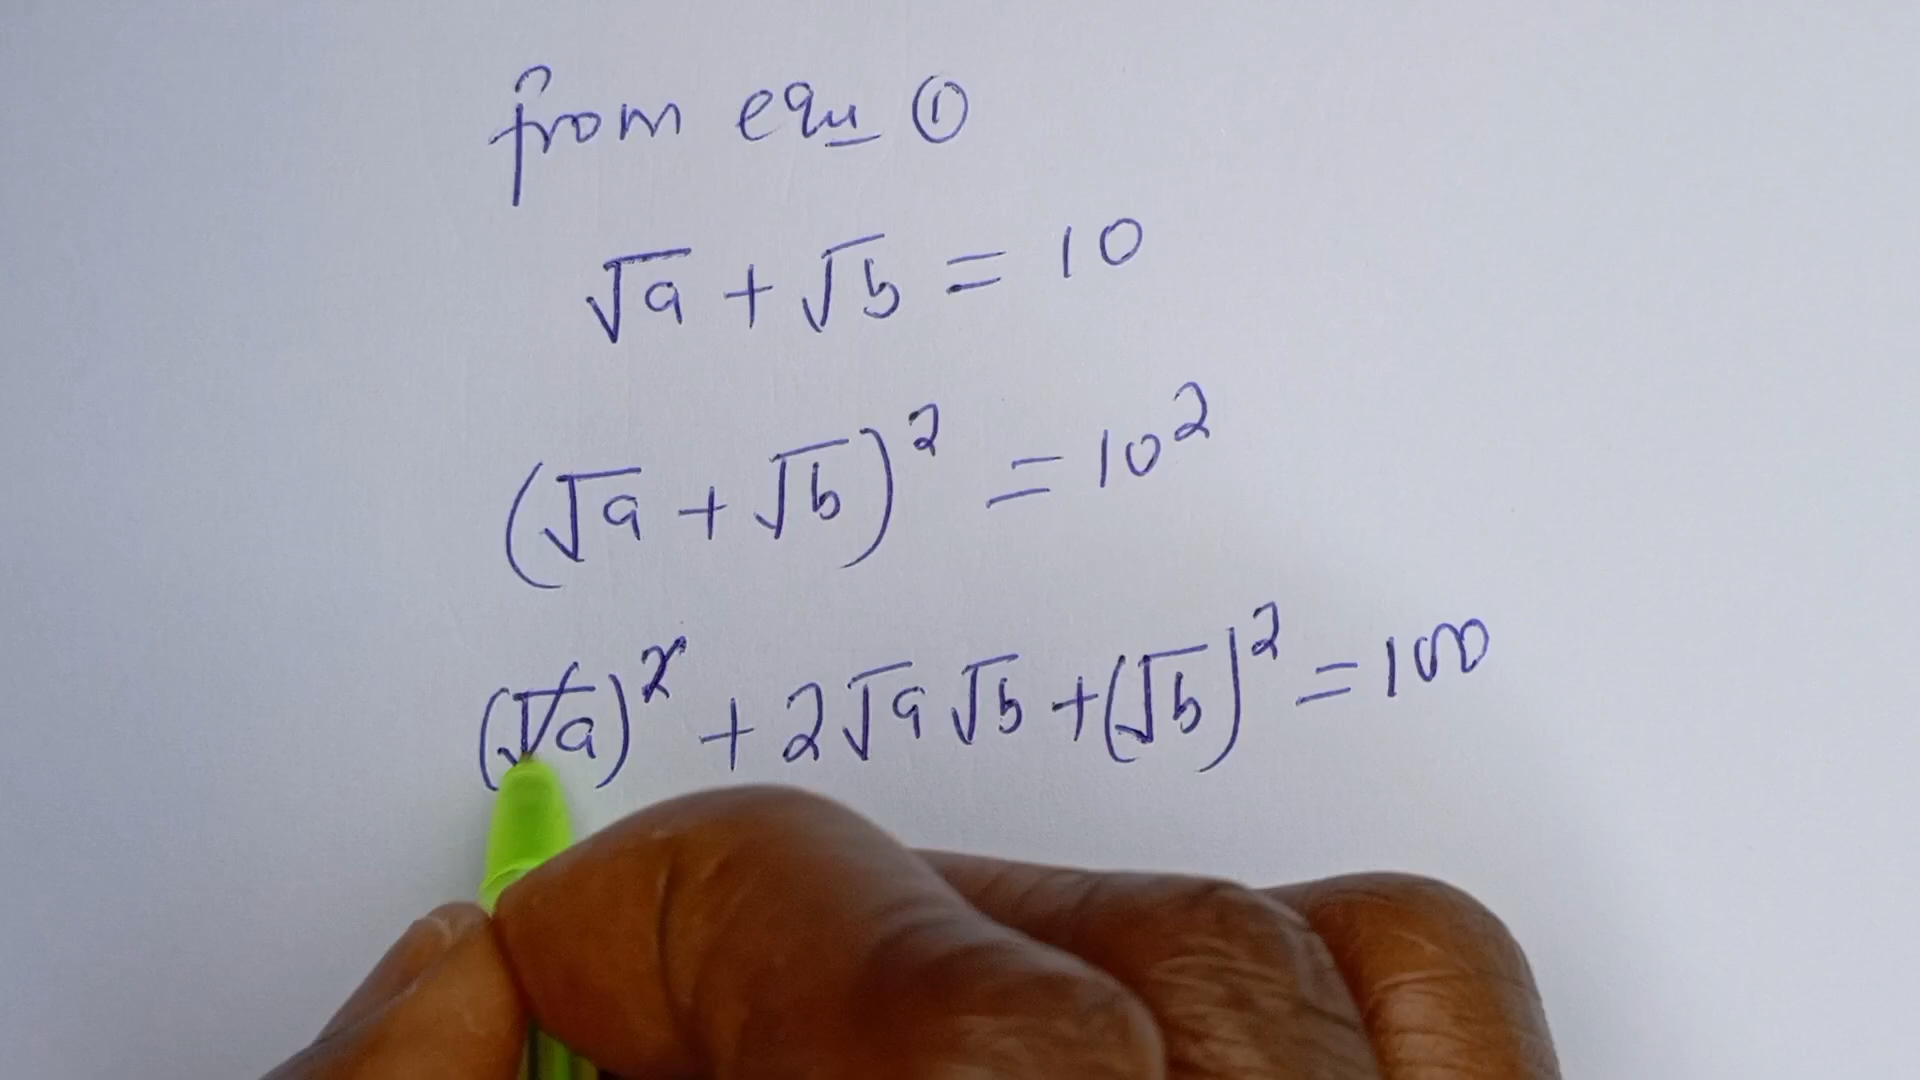 from equ ①
√a + √b = 10
(√a + √b)² = 10²
(√a)² + 2√a√b + (√b)² = 100